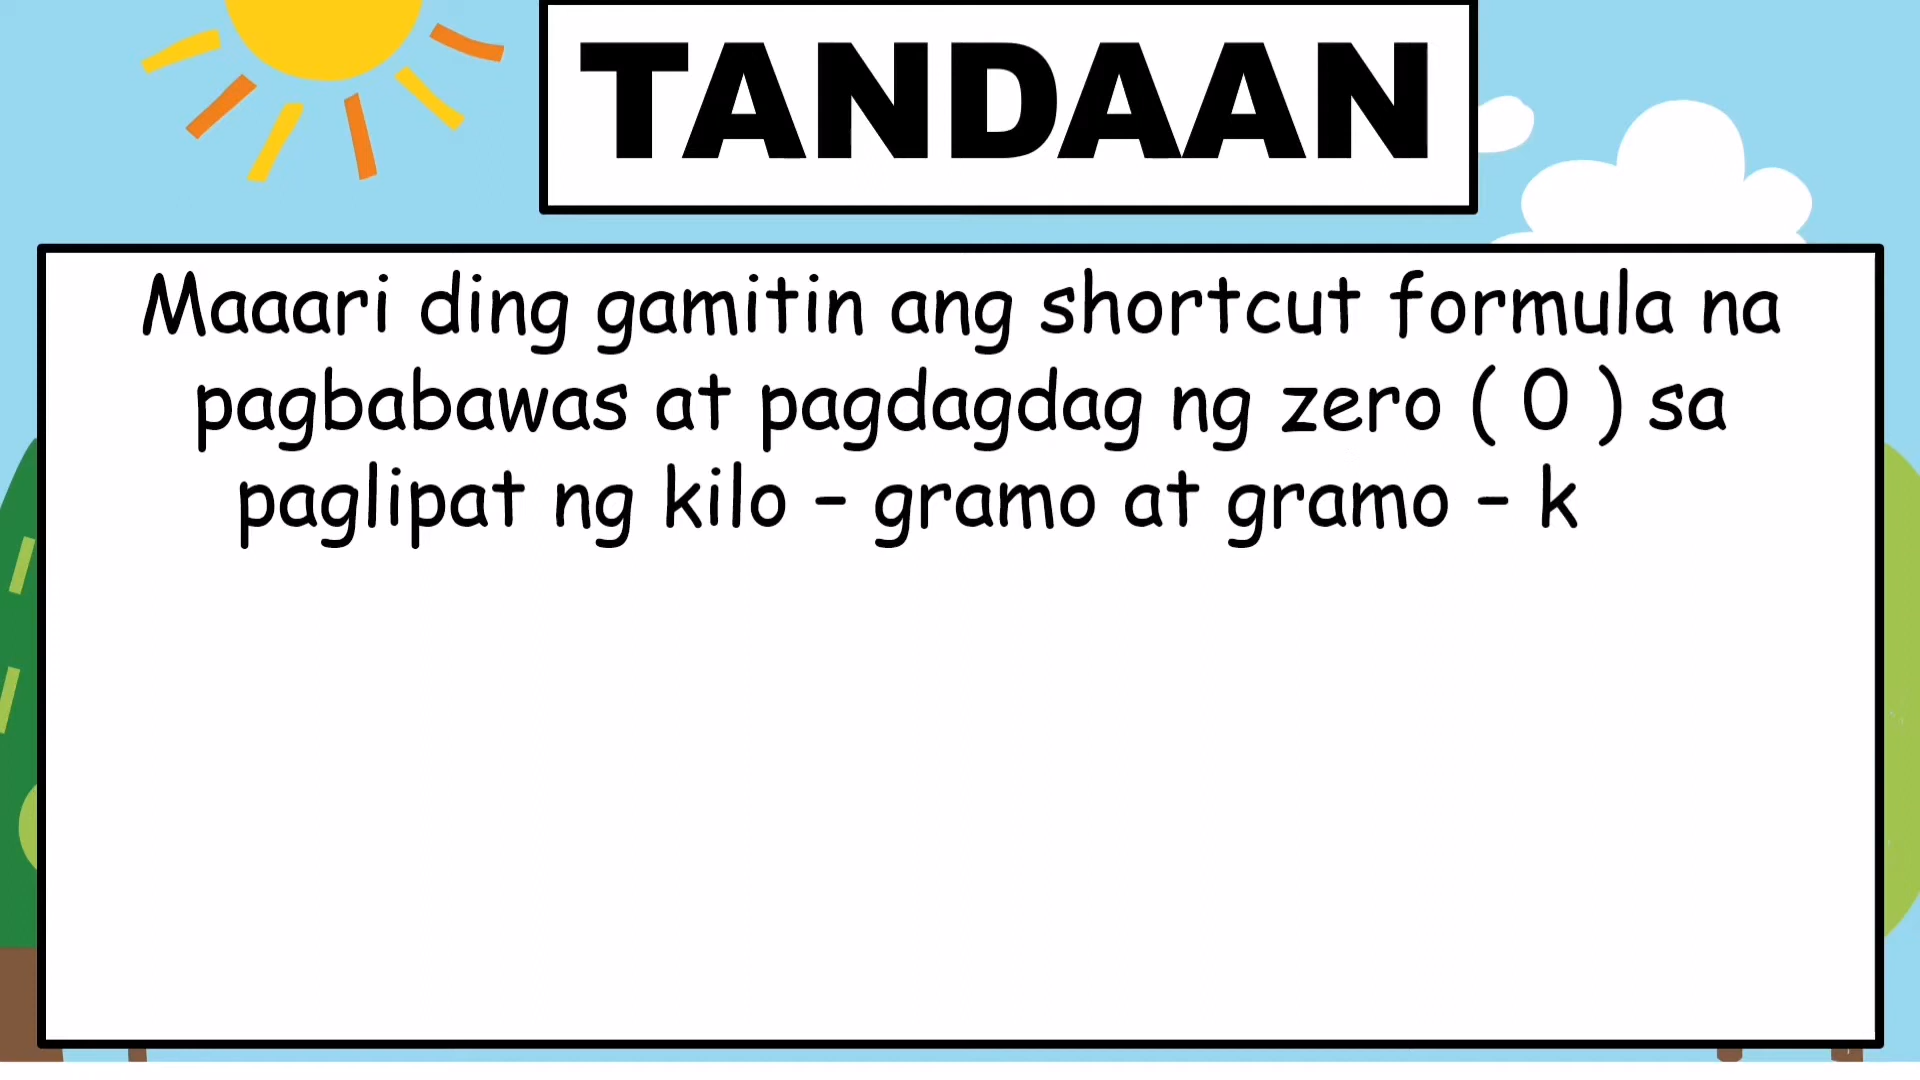 TANDAAN
Maaari ding gamitin ang shortcut formula na
pagbabawas at pagdagdag ng zero ( 0 ) sa
paglipat ng kilo – gramo at gramo – k